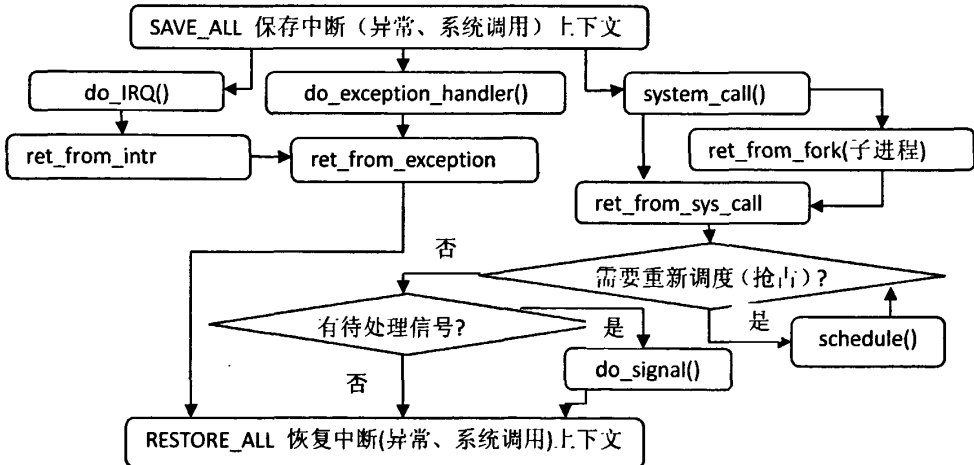 SAVE_ALL 保存中断（异常、系统调用）上下文
do_IRQ()
do_exception_handler()
system_call()
ret_from_intr
ret_from_exception
ret_from_fork(子进程)
ret_from_sys_call
否
需要重新调度（抢占）?
有待处理信号?
是
是
schedule()
否
do_signal()
RESTORE_ALL 恢复中断(异常、系统调用)上下文